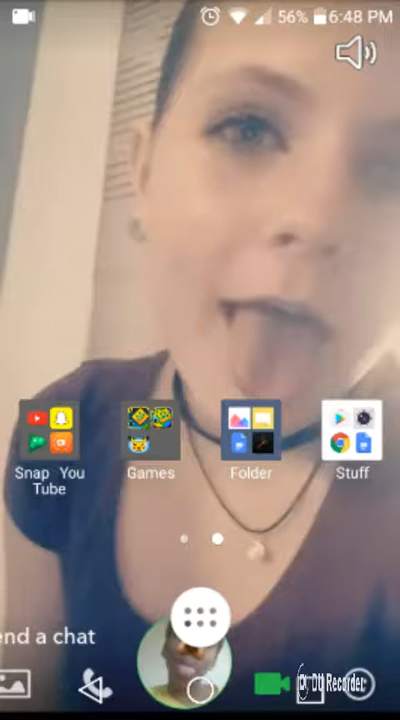 56% 6:48 PM
Snap You Tube
Games
Folder
Stuff
end a chat
DU Recorder